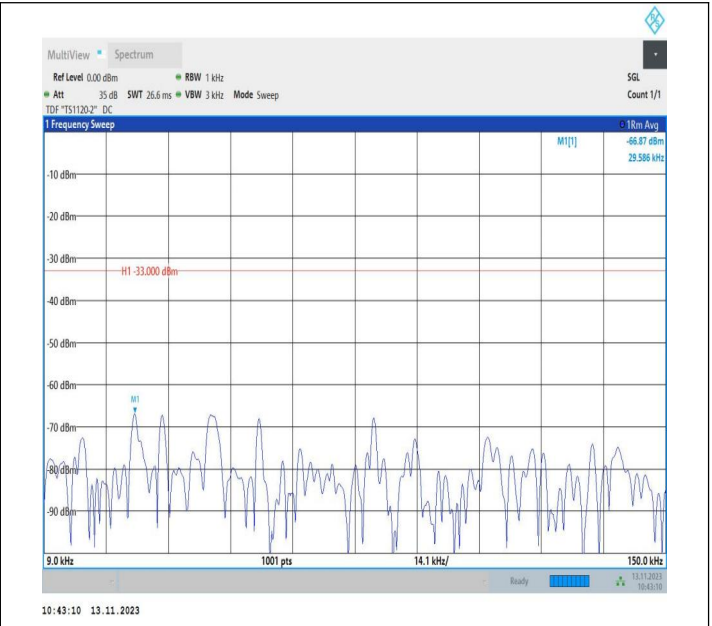 MultiView Spectrum
Ref Level 0.00 dBm RBW 1 kHz SGL
Att 35 dB SWT 26.6 ms VBW 3 kHz Mode Sweep Count 1/1
TDF "TS1120-2" DC
1 Frequency Sweep 1Rm Avg
M1[1] -66.87 dBm
29.586 kHz
-10 dBm
-20 dBm
-30 dBm
H1 -33.000 dBm
-40 dBm
-50 dBm
-60 dBm
M1
-70 dBm
-80 dBm
-90 dBm
9.0 kHz 1001 pts 14.1 kHz/ 150.0 kHz
Ready 13.11.2023
10:43:10
10:43:10 13.11.2023